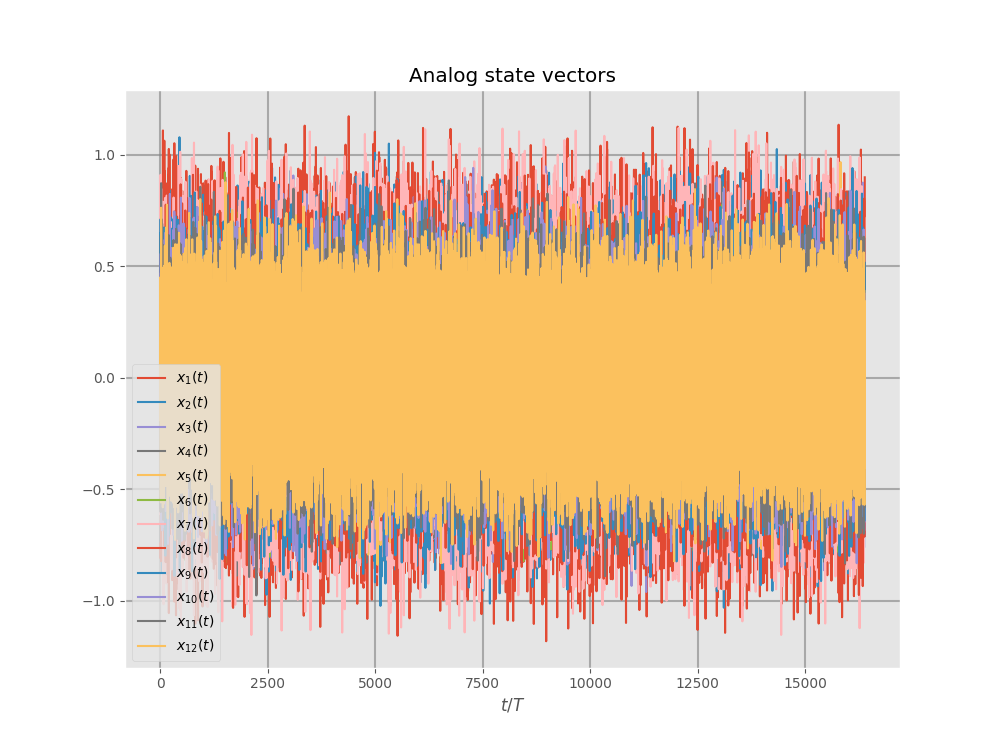 Analog state vectors
1.0
0.5
0.0
−0.5
−1.0
x₁(t)
x₂(t)
x₃(t)
x₄(t)
x₅(t)
x₆(t)
x₇(t)
x₈(t)
x₉(t)
x₁₀(t)
x₁₁(t)
x₁₂(t)
0 2500 5000 7500 10000 12500 15000
t/T